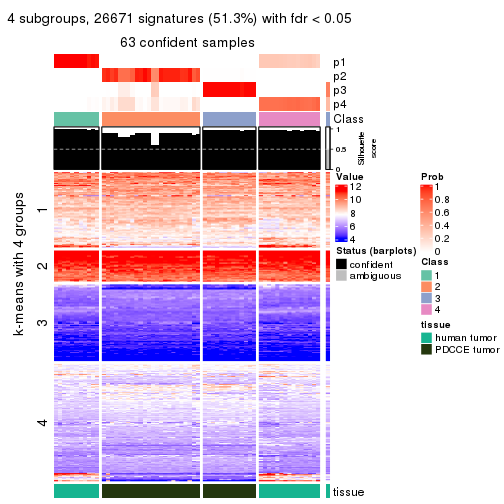 4 subgroups, 26671 signatures (51.3%) with fdr < 0.05
63 confident samples
p1
p2
p3
p4
Class
1
0.5
0
Silhouette
score
k-means with 4 groups
1
2
3
4
tissue
Value
12
10
8
6
4
Status (barplots)
confident
ambiguous
Prob
1
0.8
0.6
0.4
0.2
0
Class
1
2
3
4
tissue
human tumor
PDCCE tumor